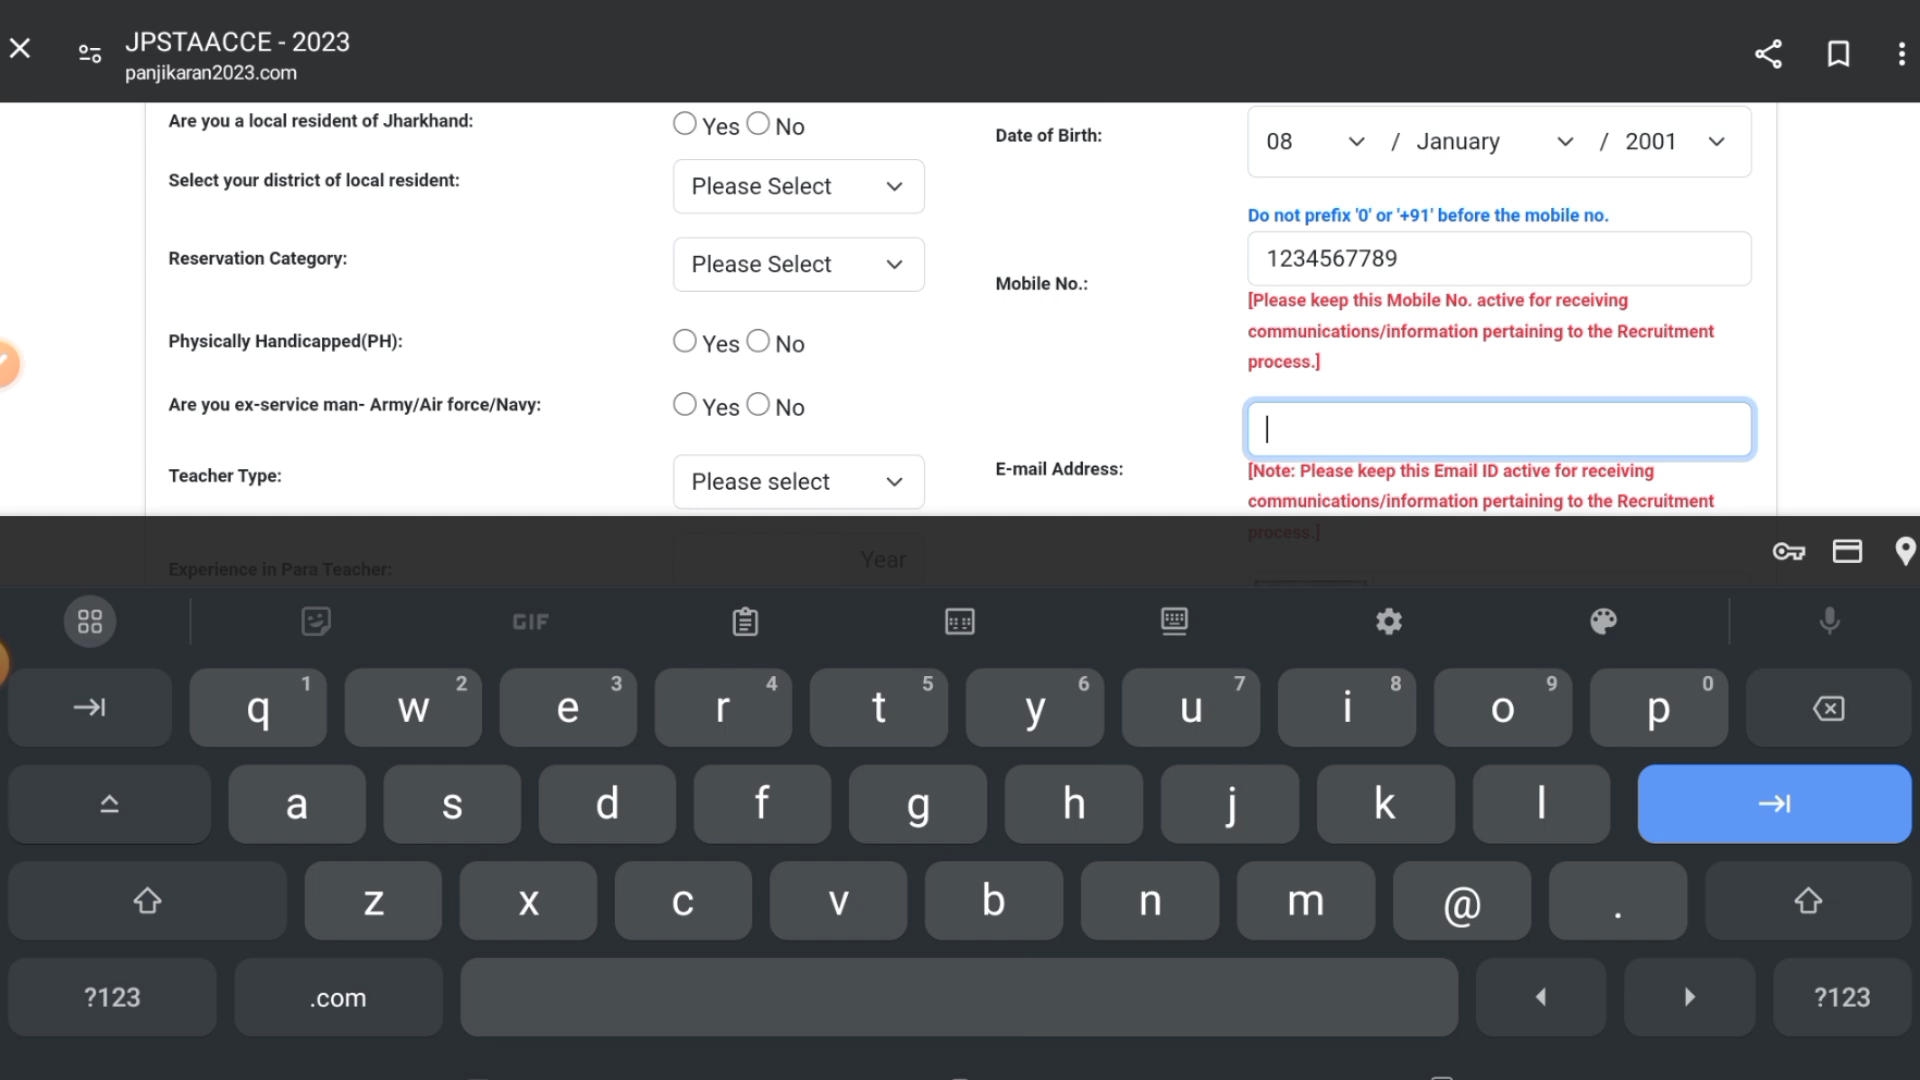 JPSTAACCE - 2023
panjikaran2023.com
Are you a local resident of Jharkhand:
Yes No
Select your district of local resident:
Please Select
Reservation Category:
Please Select
Physically Handicapped(PH):
Yes No
Are you ex-service man- Army/Air force/Navy:
Yes No
Teacher Type:
Please select
Experience in Para Teacher:
Year
Date of Birth:
08 / January / 2001
Do not prefix '0' or '+91' before the mobile no.
Mobile No.:
1234567789
[Please keep this Mobile No. active for receiving
communications/information pertaining to the Recruitment
process.]
E-mail Address:
[Note: Please keep this Email ID active for receiving
communications/information pertaining to the Recruitment
process.]
GIF
q 1 w 2 e 3 r 4 t 5 y 6 u 7 i 8 o 9 p 0
a s d f g h j k l
z x c v b n m @ .
?123 .com ?123